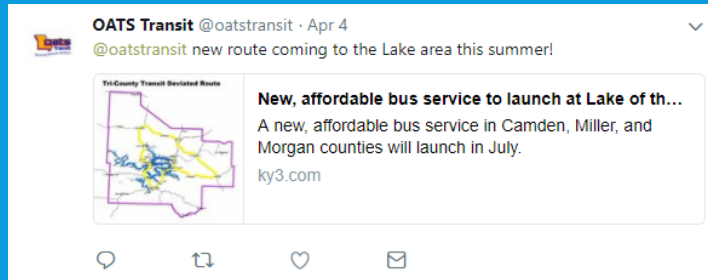 OATS Transit @oatstransit · Apr 4
@oatstransit new route coming to the Lake area this summer!
Tri-County Transit Deviated Route
New, affordable bus service to launch at Lake of th...
A new, affordable bus service in Camden, Miller, and
Morgan counties will launch in July.
ky3.com
oats